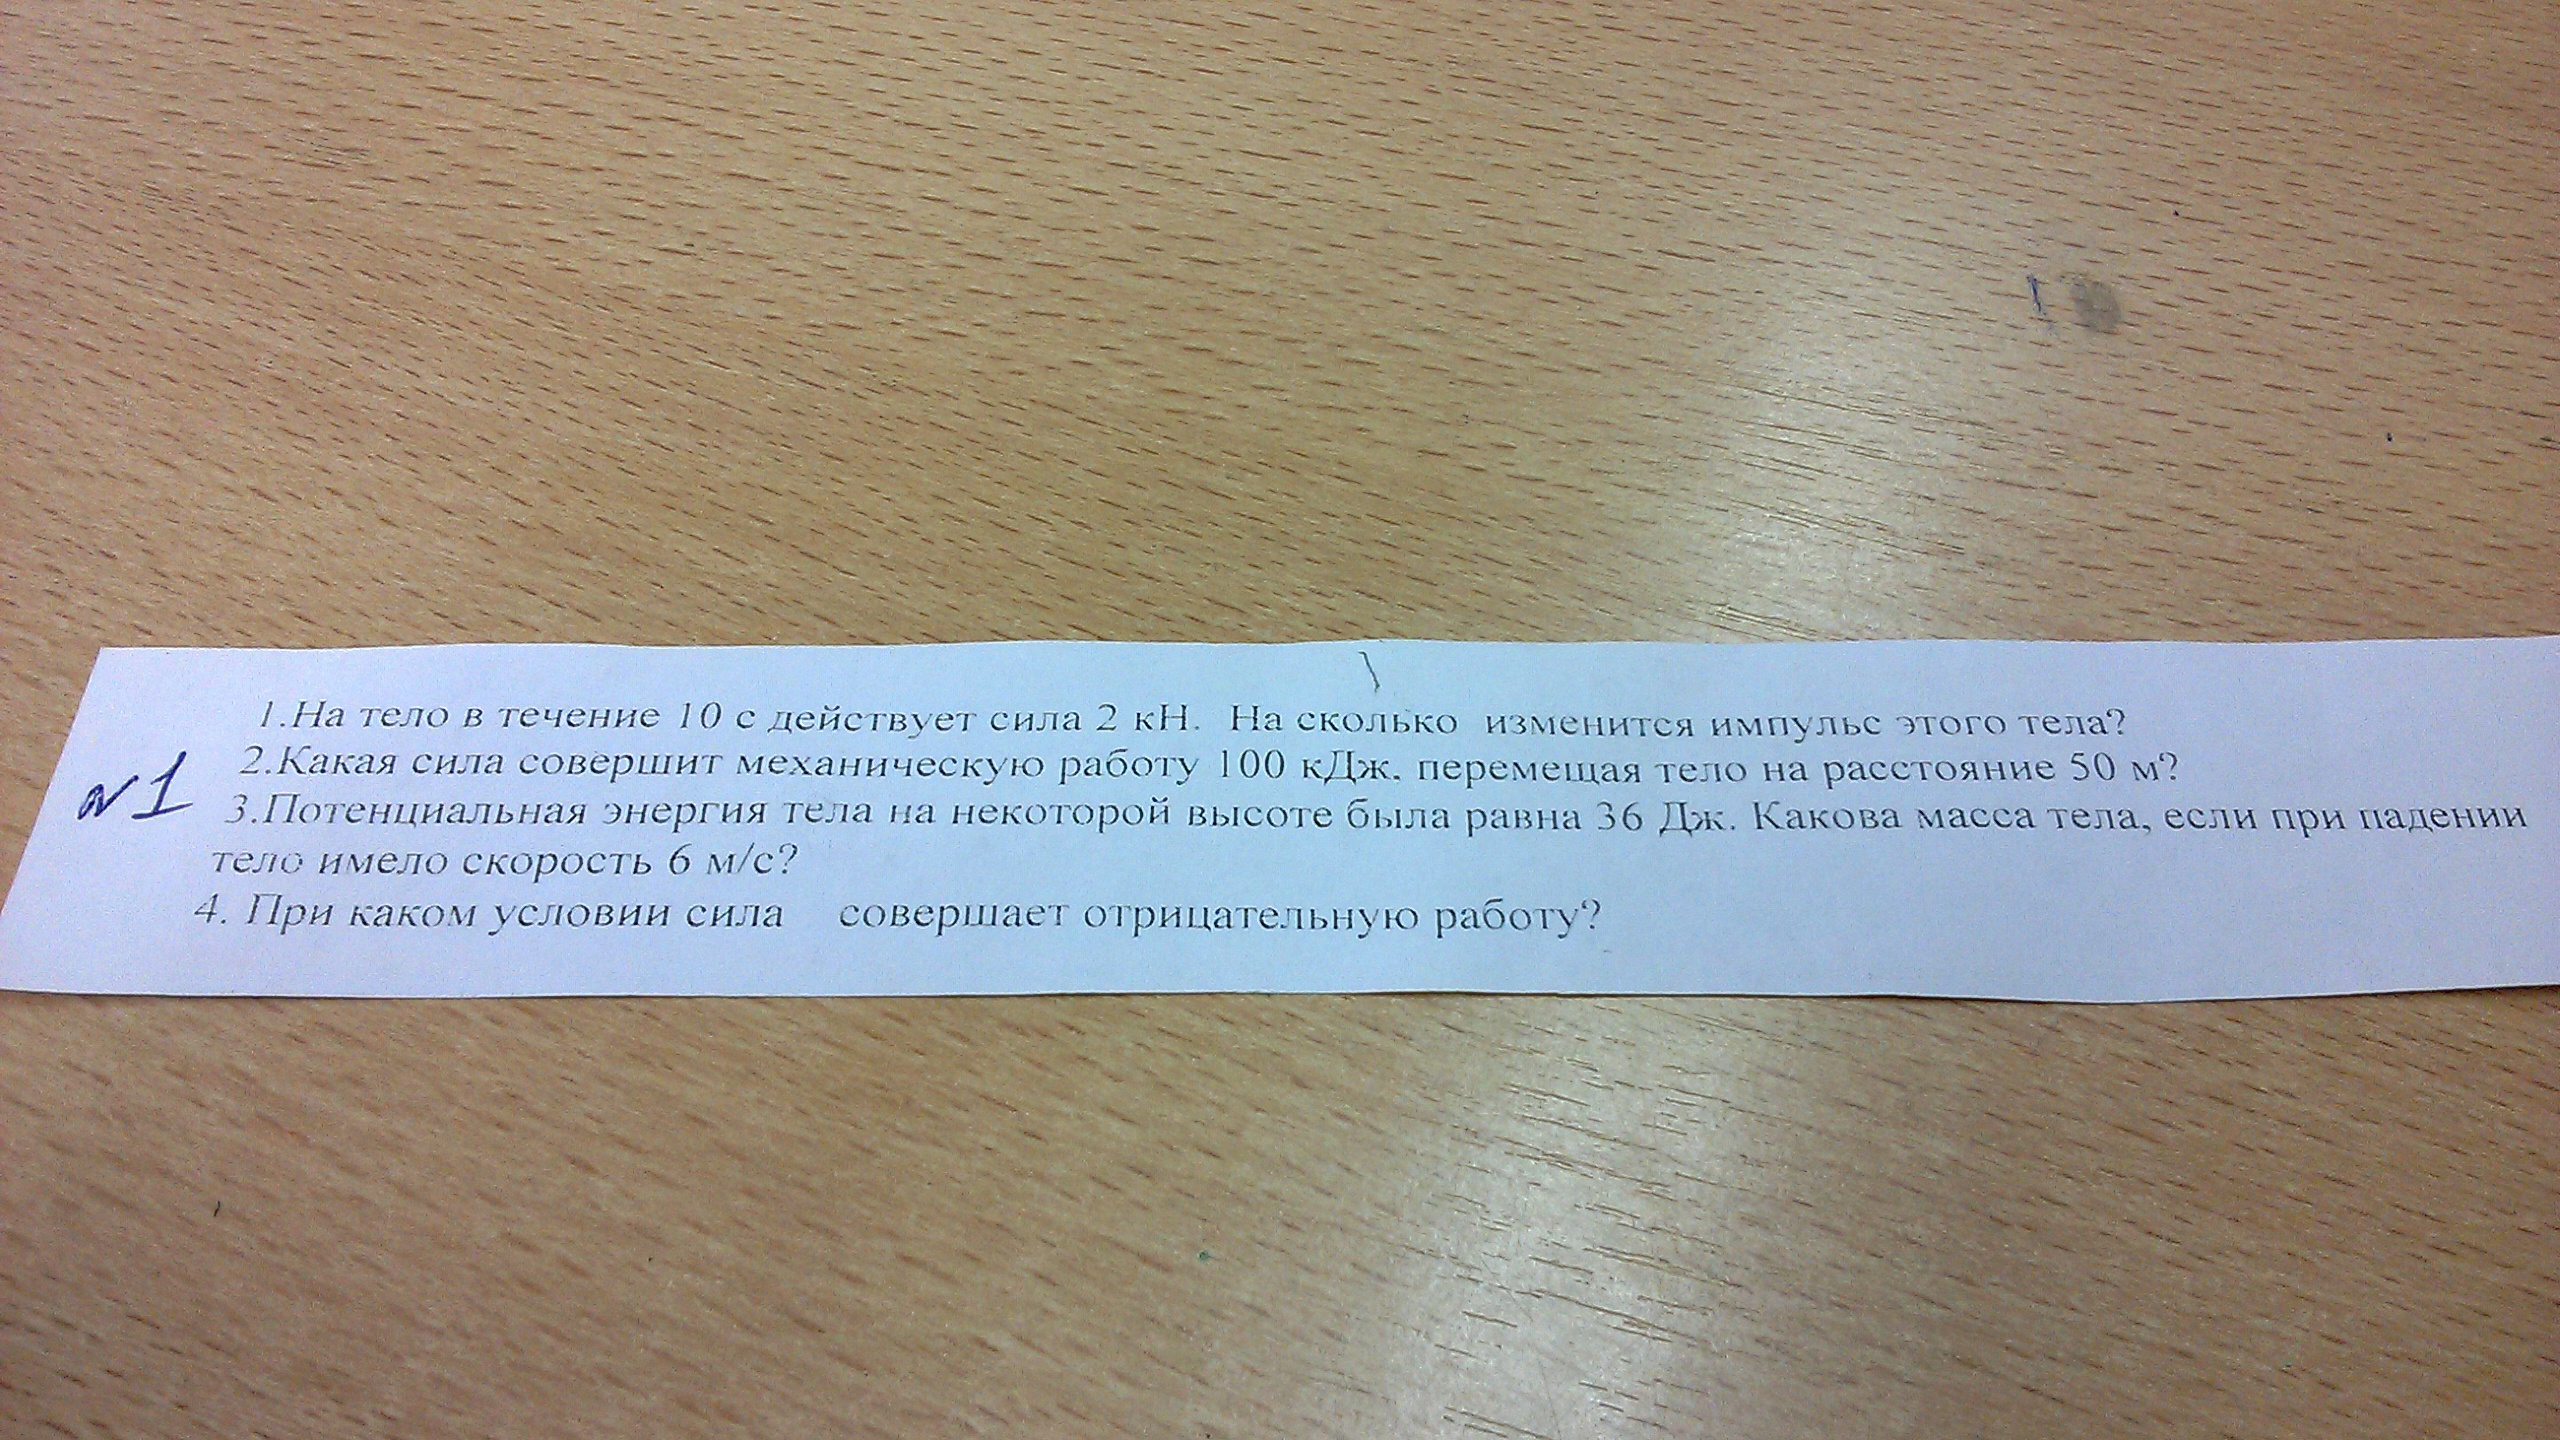 1.На тело в течение 10 с действует сила 2 кН. На сколько изменится импульс этого тела?
2.Какая сила совершит механическую работу 100 кДж, перемещая тело на расстояние 50 м?
№1
3.Потенциальная энергия тела на некоторой высоте была равна 36 Дж. Какова масса тела, если при падении
тело имело скорость 6 м/с?
4. При каком условии сила совершает отрицательную работу?